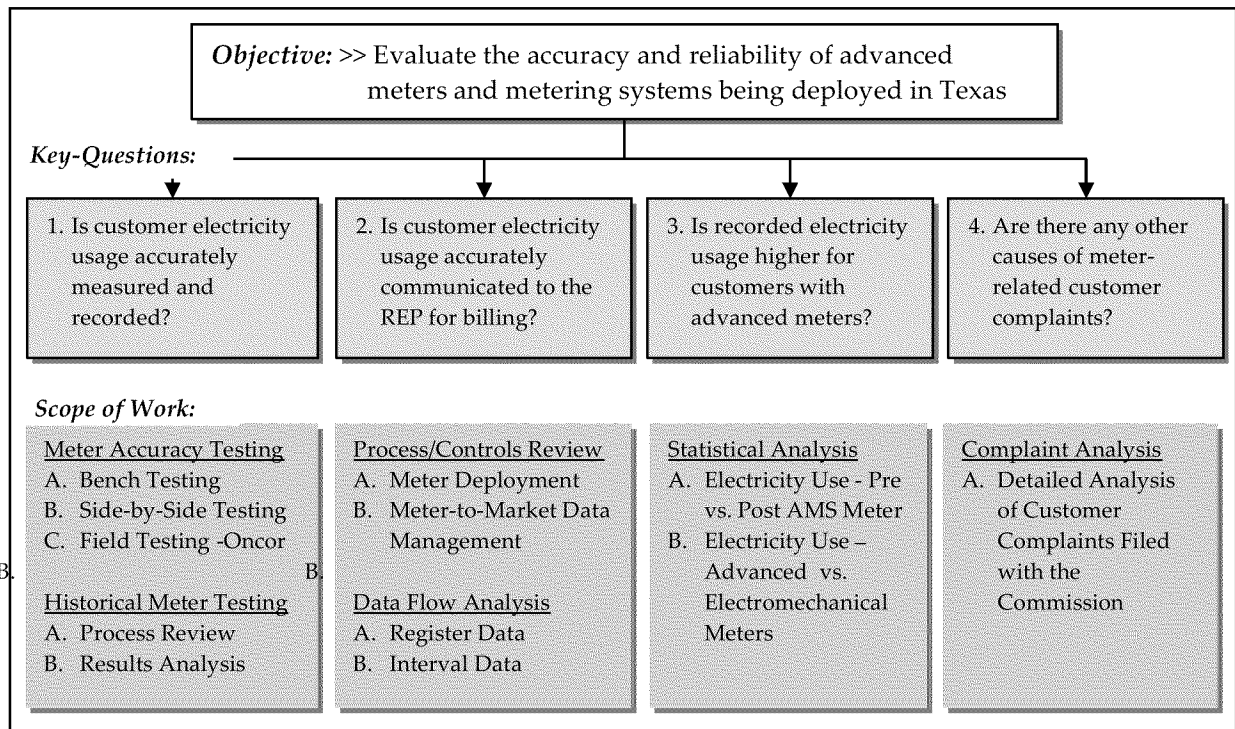 Objective: >> Evaluate the accuracy and reliability of advanced
meters and metering systems being deployed in Texas
Key-Questions:
1. Is customer electricity
usage accurately
measured and
recorded?
2. Is customer electricity
usage accurately
communicated to the
REP for billing?
3. Is recorded electricity
usage higher for
customers with
advanced meters?
4. Are there any other
causes of meter-
related customer
complaints?
Scope of Work:
Meter Accuracy Testing
A. Bench Testing
B. Side-by-Side Testing
C. Field Testing -Oncor
B.
Historical Meter Testing
A. Process Review
B. Results Analysis
Process/Controls Review
A. Meter Deployment
B. Meter-to-Market Data
Management
B.
Data Flow Analysis
A. Register Data
B. Interval Data
Statistical Analysis
A. Electricity Use - Pre
vs. Post AMS Meter
B. Electricity Use –
Advanced vs.
Electromechanical
Meters
Complaint Analysis
A. Detailed Analysis
of Customer
Complaints Filed
with the
Commission